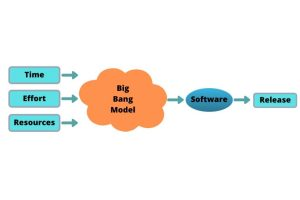 Time
Effort
Resources
Big
Bang
Model
Software
Release